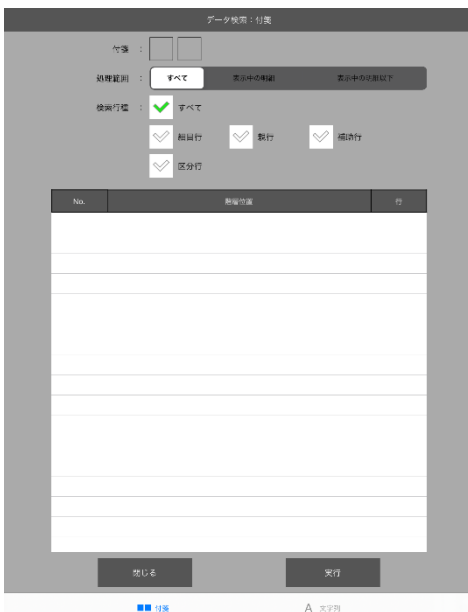 データ検索：付箋
付箋　：
処理範囲　：　すべて　表示中の明細　表示中の明細以下
検索行種　：　すべて
細目行　親行　補助行
区分行
No.　階層位置　行
閉じる　実行
付箋　A 文字列